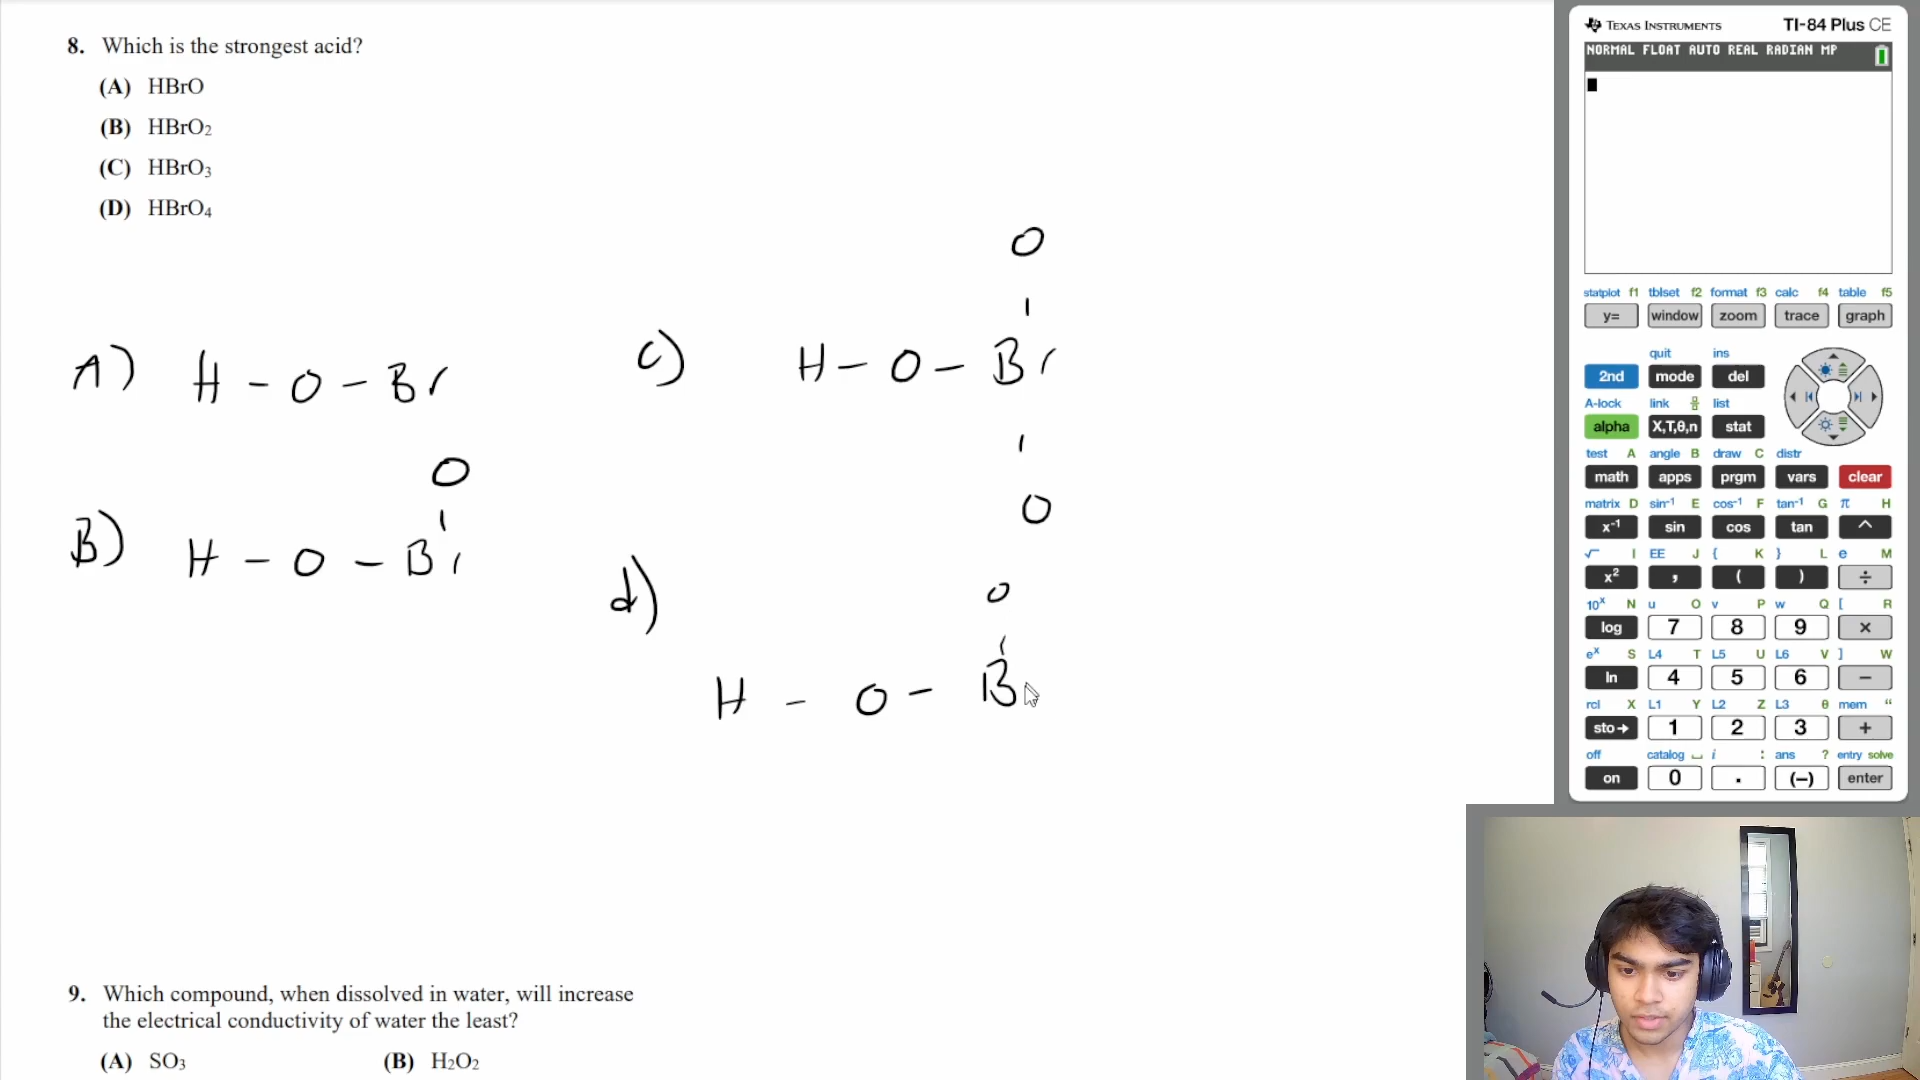 8. Which is the strongest acid?
(A) HBrO
(B) HBrO2
(C) HBrO3
(D) HBrO4
A) H – O – Br
B) H – O – Br
O
C) H – O – Br
O
O
d) H – O – B
O
9. Which compound, when dissolved in water, will increase
the electrical conductivity of water the least?
(A) SO3 (B) H2O2
TEXAS INSTRUMENTS TI-84 Plus CE
NORMAL FLOAT AUTO REAL RADIAN MP
statplot f1 tblset f2 format f3 calc f4 table f5
y= window zoom trace graph
quit ins
2nd mode del
A-lock link list
alpha X,T,θ,n stat
test A angle B draw C distr
math apps prgm vars clear
matrix D sin-1 E cos-1 F tan-1 G π H
x-1 sin cos tan ^
√ I EE J { K } L e M
x2 , ( ) ÷
10x N u O v P w Q [ R
log 7 8 9 ×
ex S L4 T L5 U L6 V ] W
ln 4 5 6 −
rcl X L1 Y L2 Z L3 θ mem “
sto→ 1 2 3 +
off catalog i : ans ? entry solve
on 0 . (−) enter